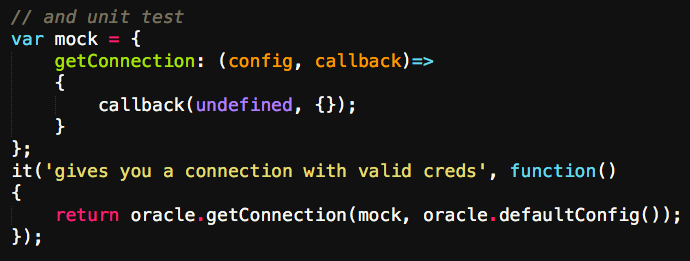 // and unit test
var mock = {
    getConnection: (config, callback)=>
    {
        callback(undefined, {});
    }
};
it('gives you a connection with valid creds', function()
{
    return oracle.getConnection(mock, oracle.defaultConfig());
});